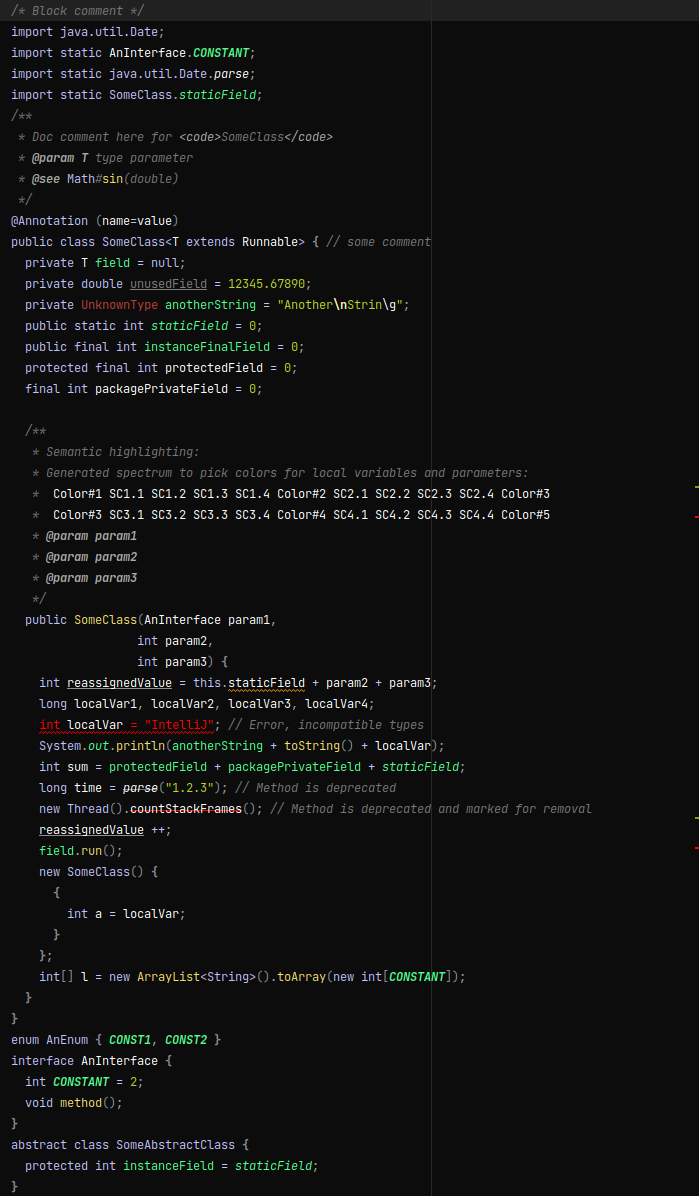 /* Block comment */
import java.util.Date;
import static AnInterface.CONSTANT;
import static java.util.Date.parse;
import static SomeClass.staticField;
/**
 * Doc comment here for <code>SomeClass</code>
 * @param T type parameter
 * @see Math#sin(double)
 */
@Annotation (name=value)
public class SomeClass<T extends Runnable> { // some comment
  private T field = null;
  private double unusedField = 12345.67890;
  private UnknownType anotherString = "Another\nStrin\g";
  public static int staticField = 0;
  public final int instanceFinalField = 0;
  protected final int protectedField = 0;
  final int packagePrivateField = 0;

  /**
   * Semantic highlighting:
   * Generated spectrum to pick colors for local variables and parameters:
   *  Color#1 SC1.1 SC1.2 SC1.3 SC1.4 Color#2 SC2.1 SC2.2 SC2.3 SC2.4 Color#3
   *  Color#3 SC3.1 SC3.2 SC3.3 SC3.4 Color#4 SC4.1 SC4.2 SC4.3 SC4.4 Color#5
   * @param param1
   * @param param2
   * @param param3
   */
  public SomeClass(AnInterface param1,
                  int param2,
                  int param3) {
    int reassignedValue = this.staticField + param2 + param3;
    long localVar1, localVar2, localVar3, localVar4;
    int localVar = "IntelliJ"; // Error, incompatible types
    System.out.println(anotherString + toString() + localVar);
    int sum = protectedField + packagePrivateField + staticField;
    long time = parse("1.2.3"); // Method is deprecated
    new Thread().countStackFrames(); // Method is deprecated and marked for removal
    reassignedValue ++;
    field.run();
    new SomeClass() {
      {
        int a = localVar;
      }
    };
    int[] l = new ArrayList<String>().toArray(new int[CONSTANT]);
  }
}
enum AnEnum { CONST1, CONST2 }
interface AnInterface {
  int CONSTANT = 2;
  void method();
}
abstract class SomeAbstractClass {
  protected int instanceField = staticField;
}